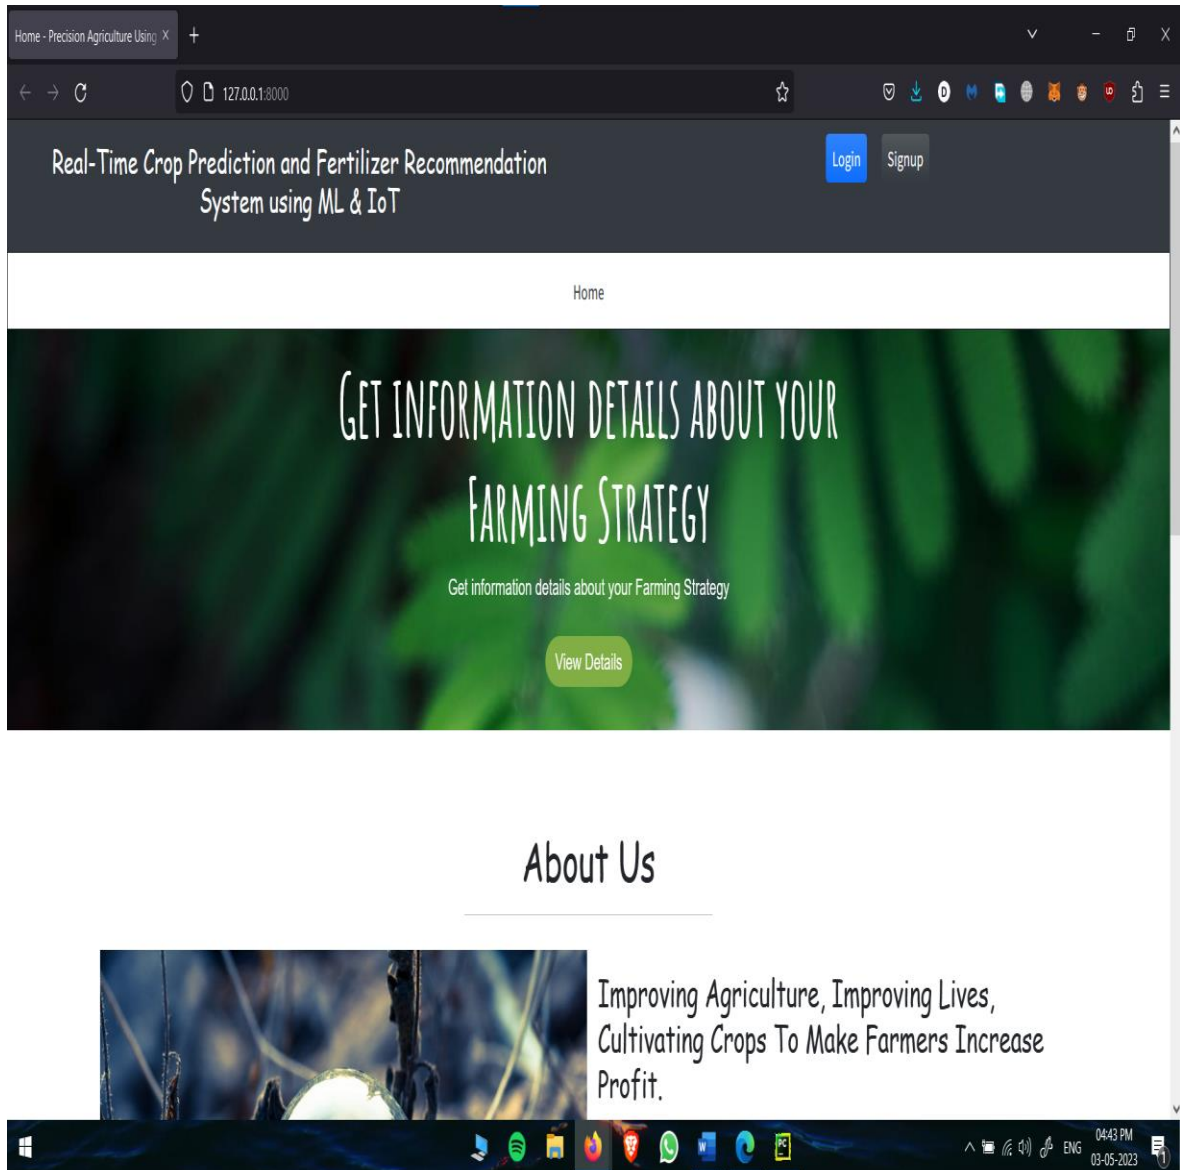 Home - Precision Agriculture Using
127.0.0.1:8000
Real-Time Crop Prediction and Fertilizer Recommendation
System using ML & IoT
Login
Signup
Home
Get information details about your
Farming Strategy
Get information details about your Farming Strategy
View Details
About Us
Improving Agriculture, Improving Lives,
Cultivating Crops To Make Farmers Increase
Profit.
ENG
04:43 PM
03-05-2023